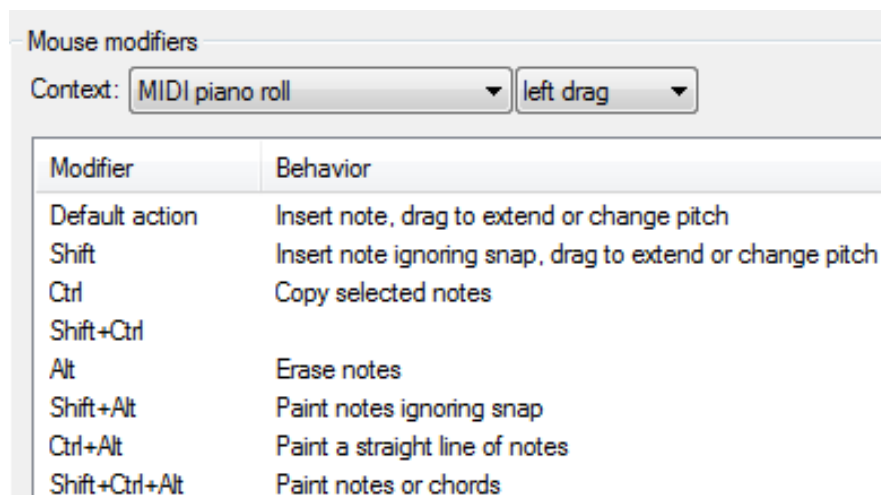 Mouse modifiers
Context: MIDI piano roll left drag
Modifier Behavior
Default action Insert note, drag to extend or change pitch
Shift Insert note ignoring snap, drag to extend or change pitch
Ctrl Copy selected notes
Shift+Ctrl
Alt Erase notes
Shift+Alt Paint notes ignoring snap
Ctrl+Alt Paint a straight line of notes
Shift+Ctrl+Alt Paint notes or chords